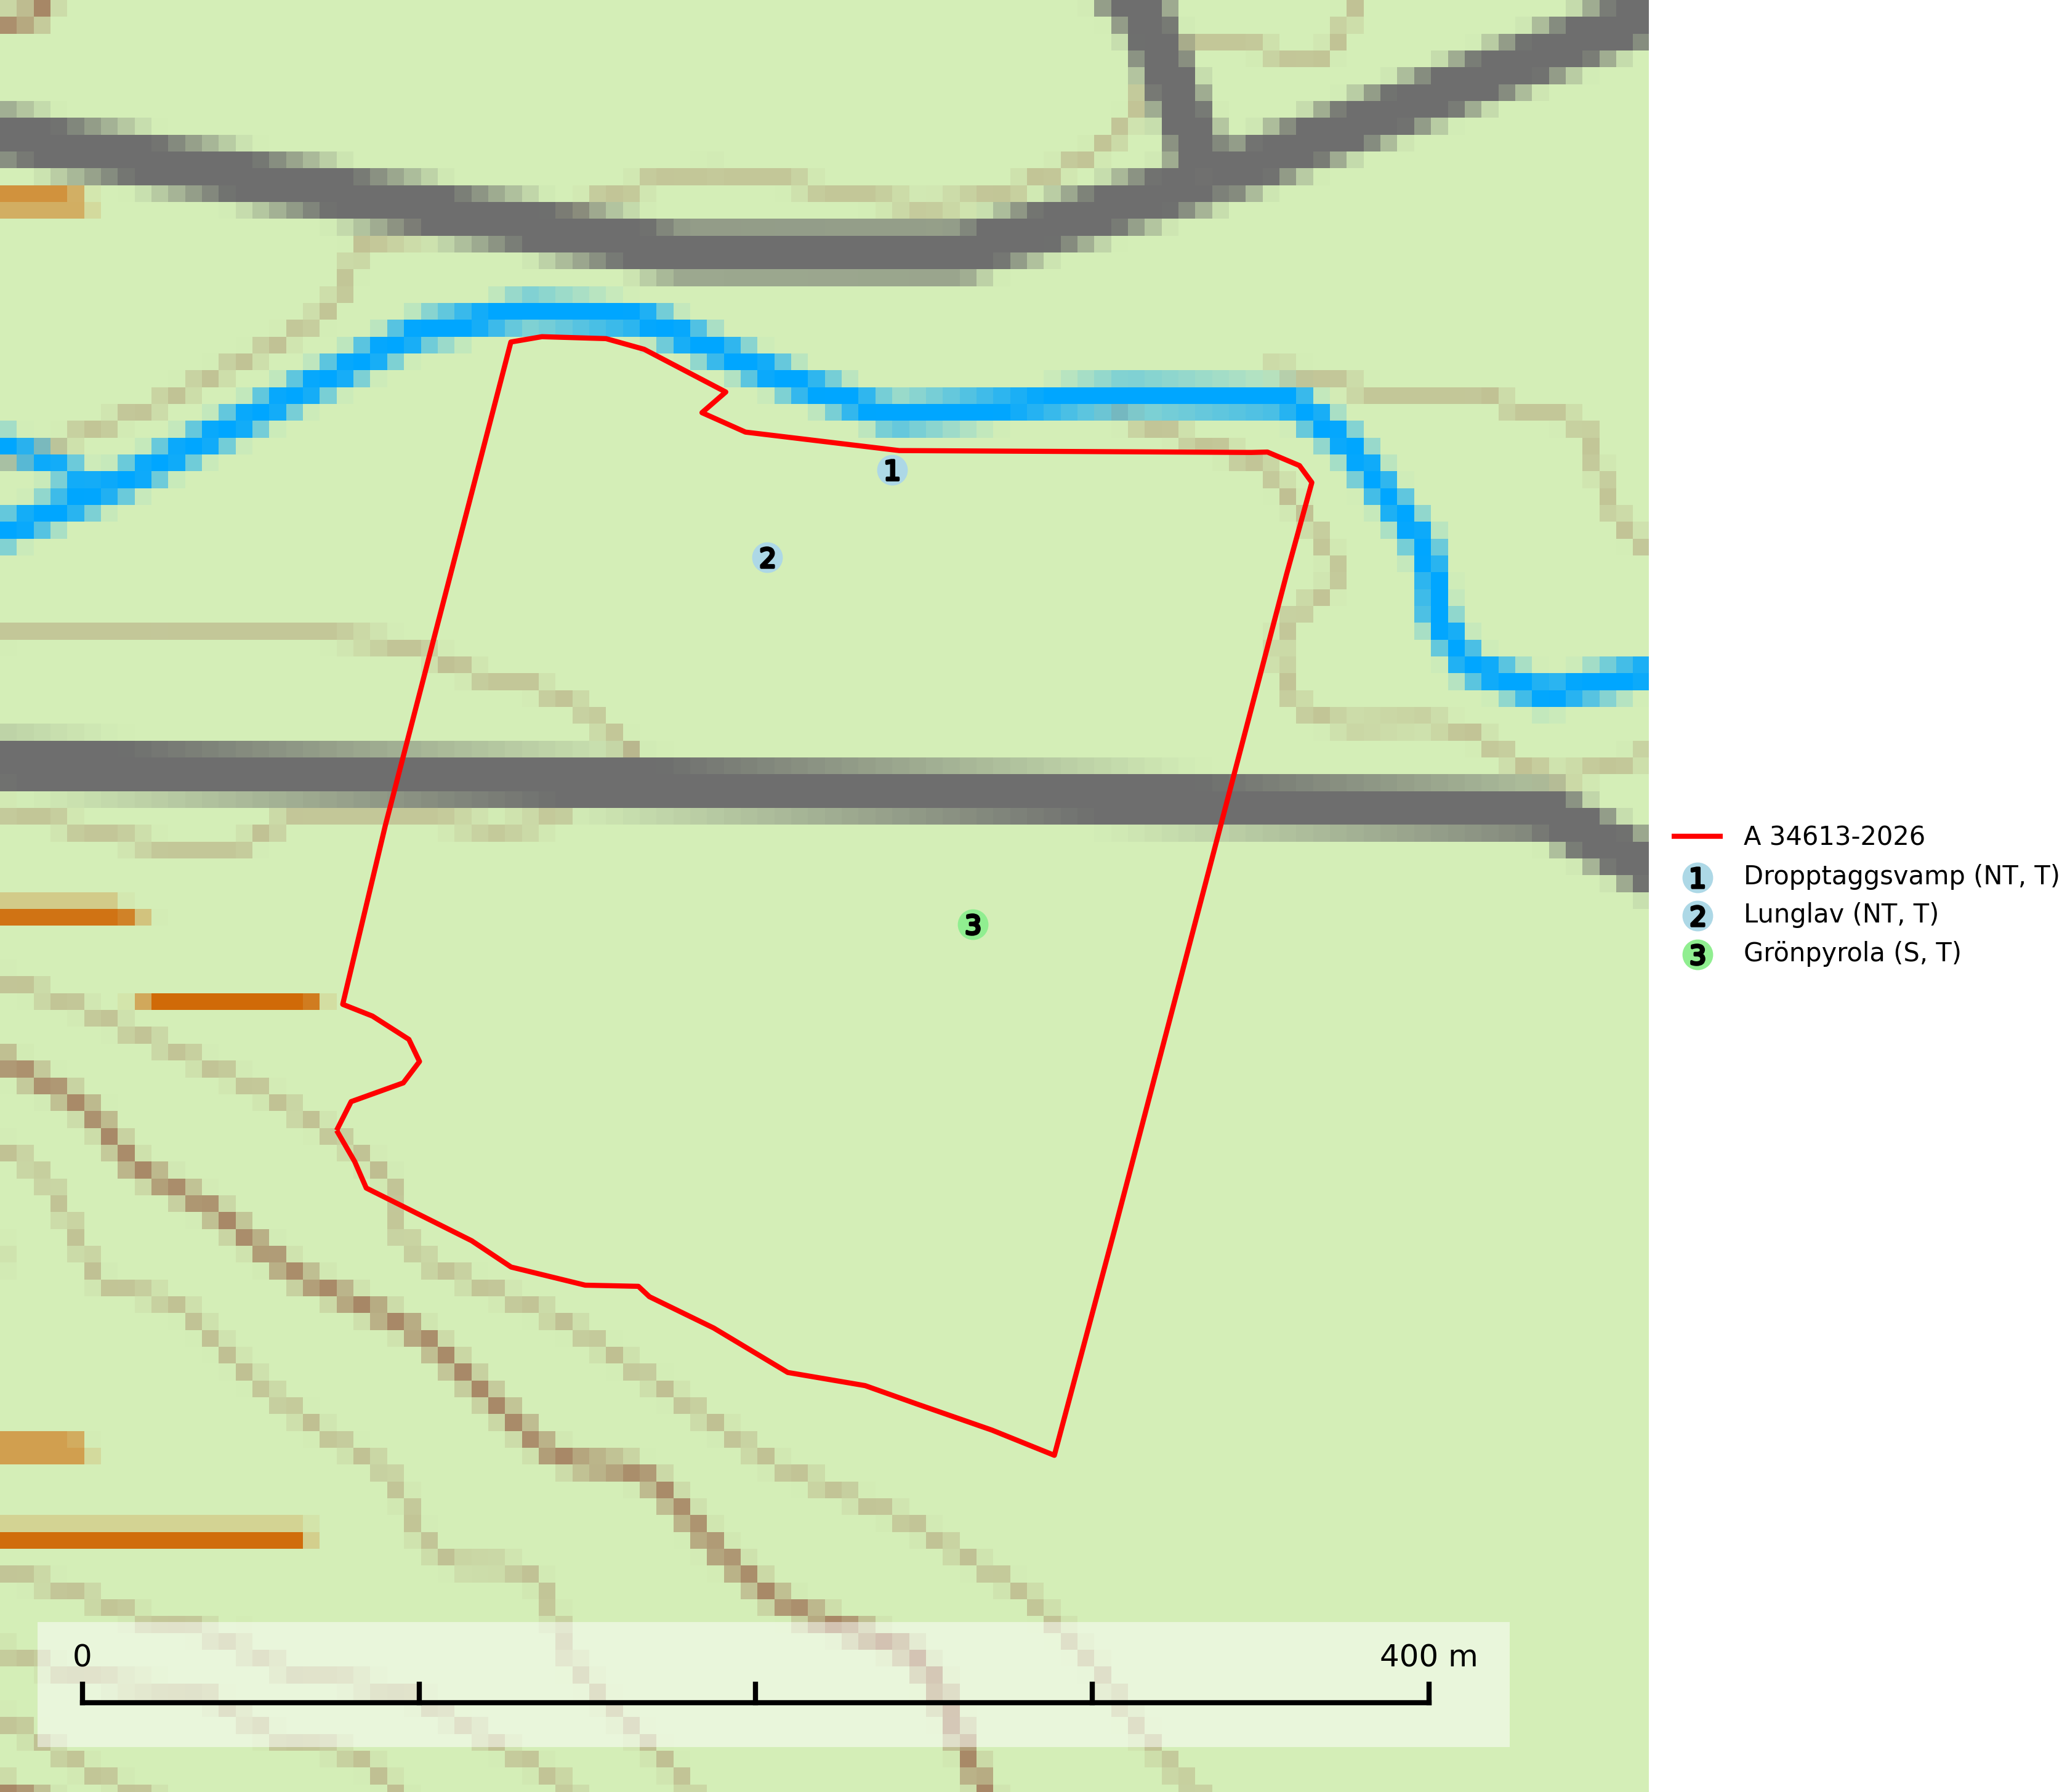 1
2
3
A 34613-2026
1 Dropptaggsvamp (NT, T)
2 Lunglav (NT, T)
3 Grönpyrola (S, T)
0 400 m